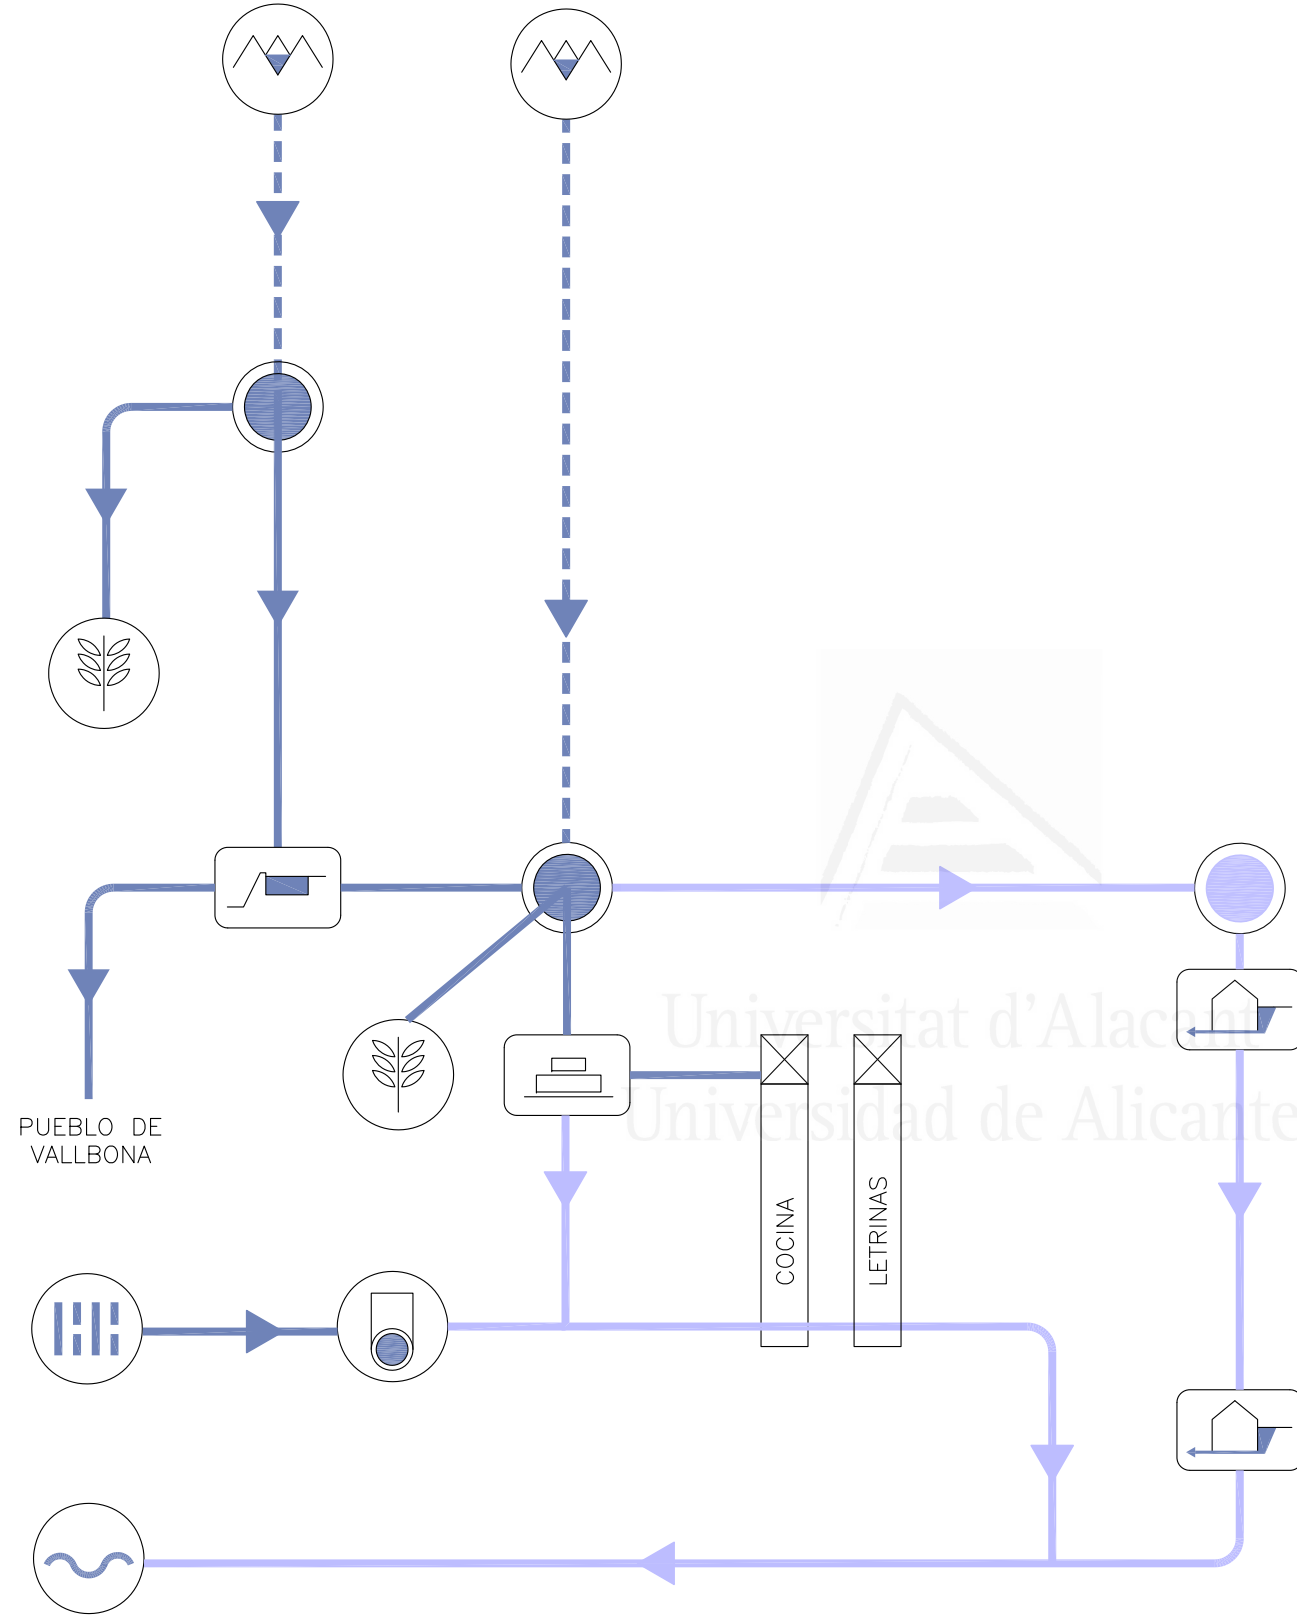 Universitat d'Alacant
Universidad de Alicante
PUEBLO DE
VALLBONA
COCINA
LETRINAS